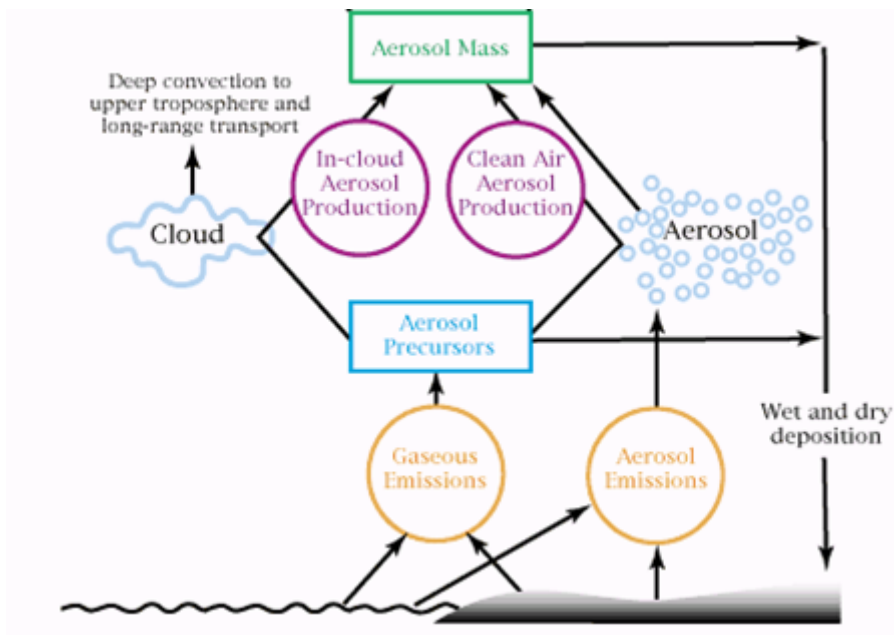 Aerosol Mass
Deep convection to
upper troposphere and
long-range transport
In-cloud
Aerosol
Production
Clean Air
Aerosol
Production
Cloud
Aerosol
Aerosol
Precursors
Wet and dry
deposition
Gaseous
Emissions
Aerosol
Emissions